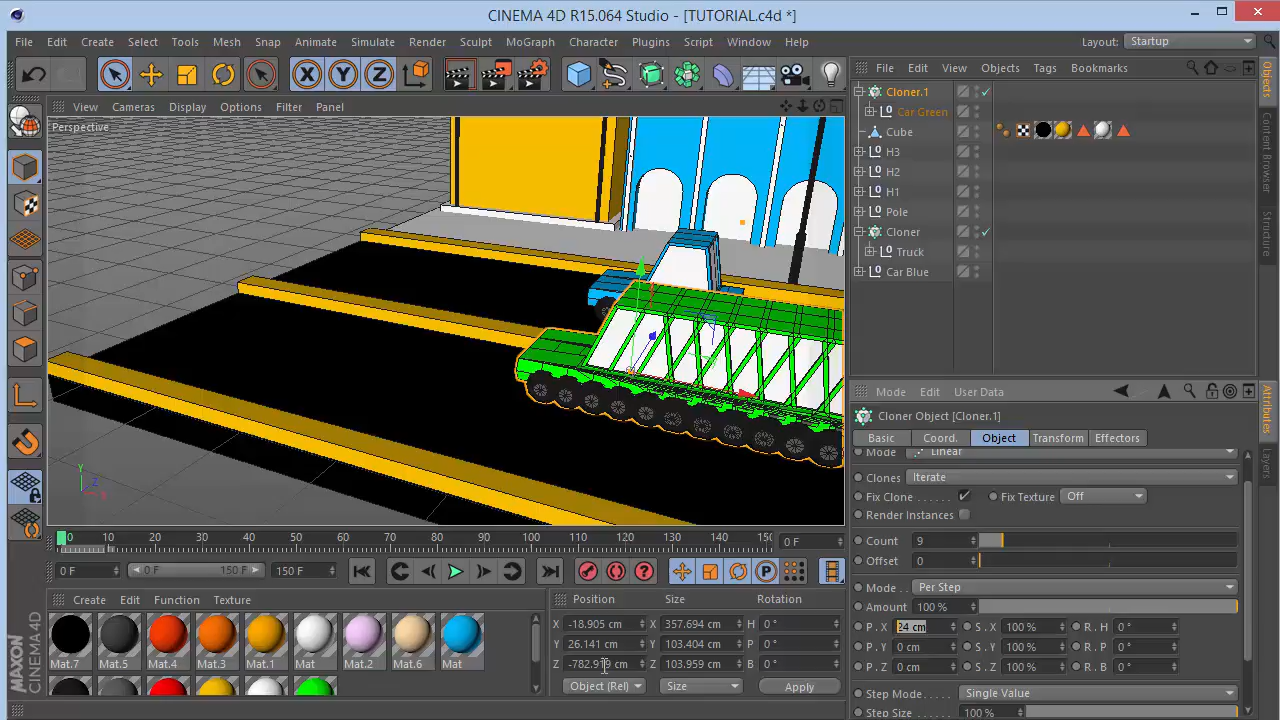 CINEMA 4D R15.064 Studio - [TUTORIAL.c4d *]
File Edit Create Select Tools Mesh Snap Animate Simulate Render Sculpt MoGraph Character Plugins Script Window Help Layout: Startup
X Y Z
File Edit View Objects Tags Bookmarks
View Cameras Display Options Filter Panel
Perspective
Cloner.1
Car Green
Cube
H3
H2
H1
Pole
Cloner
Truck
Car Blue
Objects
Content Browser
Structure
Mode Edit User Data
Cloner Object [Cloner.1]
Basic Coord. Object Transform Effectors
Mode Linear
Clones Iterate
Fix Clone Fix Texture Off
Render Instances
Count 9
Offset 0
Mode Per Step
Amount 100 %
P . X 24 cm S . X 100 % R . H 0 °
P . Y 0 cm S . Y 100 % R . P 0 °
P . Z 0 cm S . Z 100 % R . B 0 °
Step Mode Single Value
Step Size 100 %
Attributes
Layers
Y
Z
X
0 10 20 30 40 50 60 70 80 90 100 110 120 130 140 150 0 F
0 F 0 F 150 F 150 F
Create Edit Function Texture
Mat.7 Mat.5 Mat.4 Mat.3 Mat.1 Mat Mat.2 Mat.6 Mat
Position Size Rotation
X -18.905 cm X 357.694 cm H 0 °
Y 26.141 cm Y 103.404 cm P 0 °
Z Z 103.959 cm B 0 °
Object (Rel) Size Apply
MAXON
CINEMA 4D